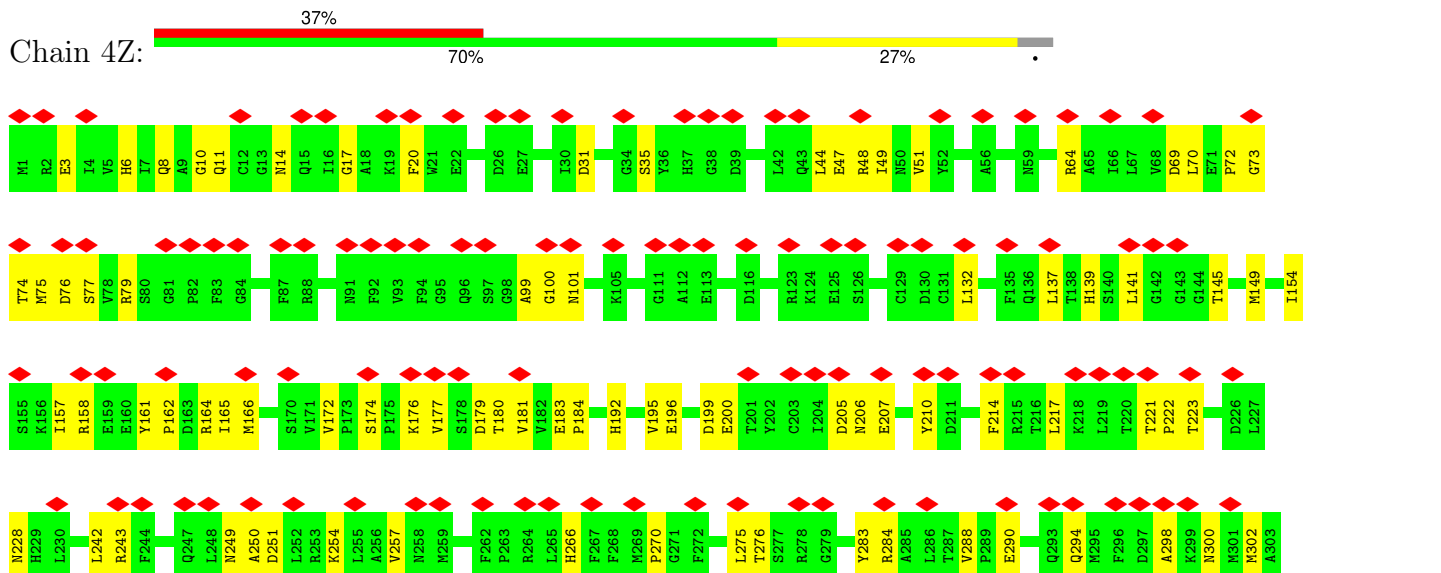 37%
Chain 4Z:
70% 27% •
M1 R2 E3 I4 V5 H6 I7 Q8 A9 G10 Q11 C12 G13 N14 Q15 I16 G17 A18 K19 F20 W21 E22 D26 E27 I30 D31 G34 S35 Y36 H37 G38 D39 L42 Q43 L44 E47 R48 I49 N50 V51 Y52 A56 N59 R64 A65 I66 L67 V68 D69 L70 E71 P72 G73
T74 M75 D76 S77 V78 R79 S80 G81 P82 F83 G84 F87 R88 N91 F92 V93 F94 G95 Q96 S97 G98 A99 G100 N101 K105 G111 A112 E113 D116 R123 K124 E125 S126 C129 D130 C131 L132 F135 Q136 L137 T138 H139 S140 L141 G142 G143 G144 T145 M149 I154
S155 K156 I157 R158 E159 E160 Y161 P162 D163 R164 I165 M166 S170 V171 V172 P173 S174 P175 K176 V177 S178 D179 T180 V181 V182 E183 P184 H192 V195 E196 D199 E200 T201 Y202 C203 I204 D205 N206 E207 Y210 D211 F214 R215 T216 L217 K218 L219 T220 T221 P222 T223 D226 L227
N228 H229 L230 L242 R243 F244 Q247 L248 N249 A250 D251 L252 R253 K254 L255 A256 V257 N258 M259 F262 P263 R264 L265 H266 F267 F268 M269 P270 G271 F272 L275 T276 S277 R278 G279 Y283 R284 A285 L286 T287 V288 P289 E290 Q293 Q294 M295 F296 D297 A298 K299 N300 M301 M302 A303